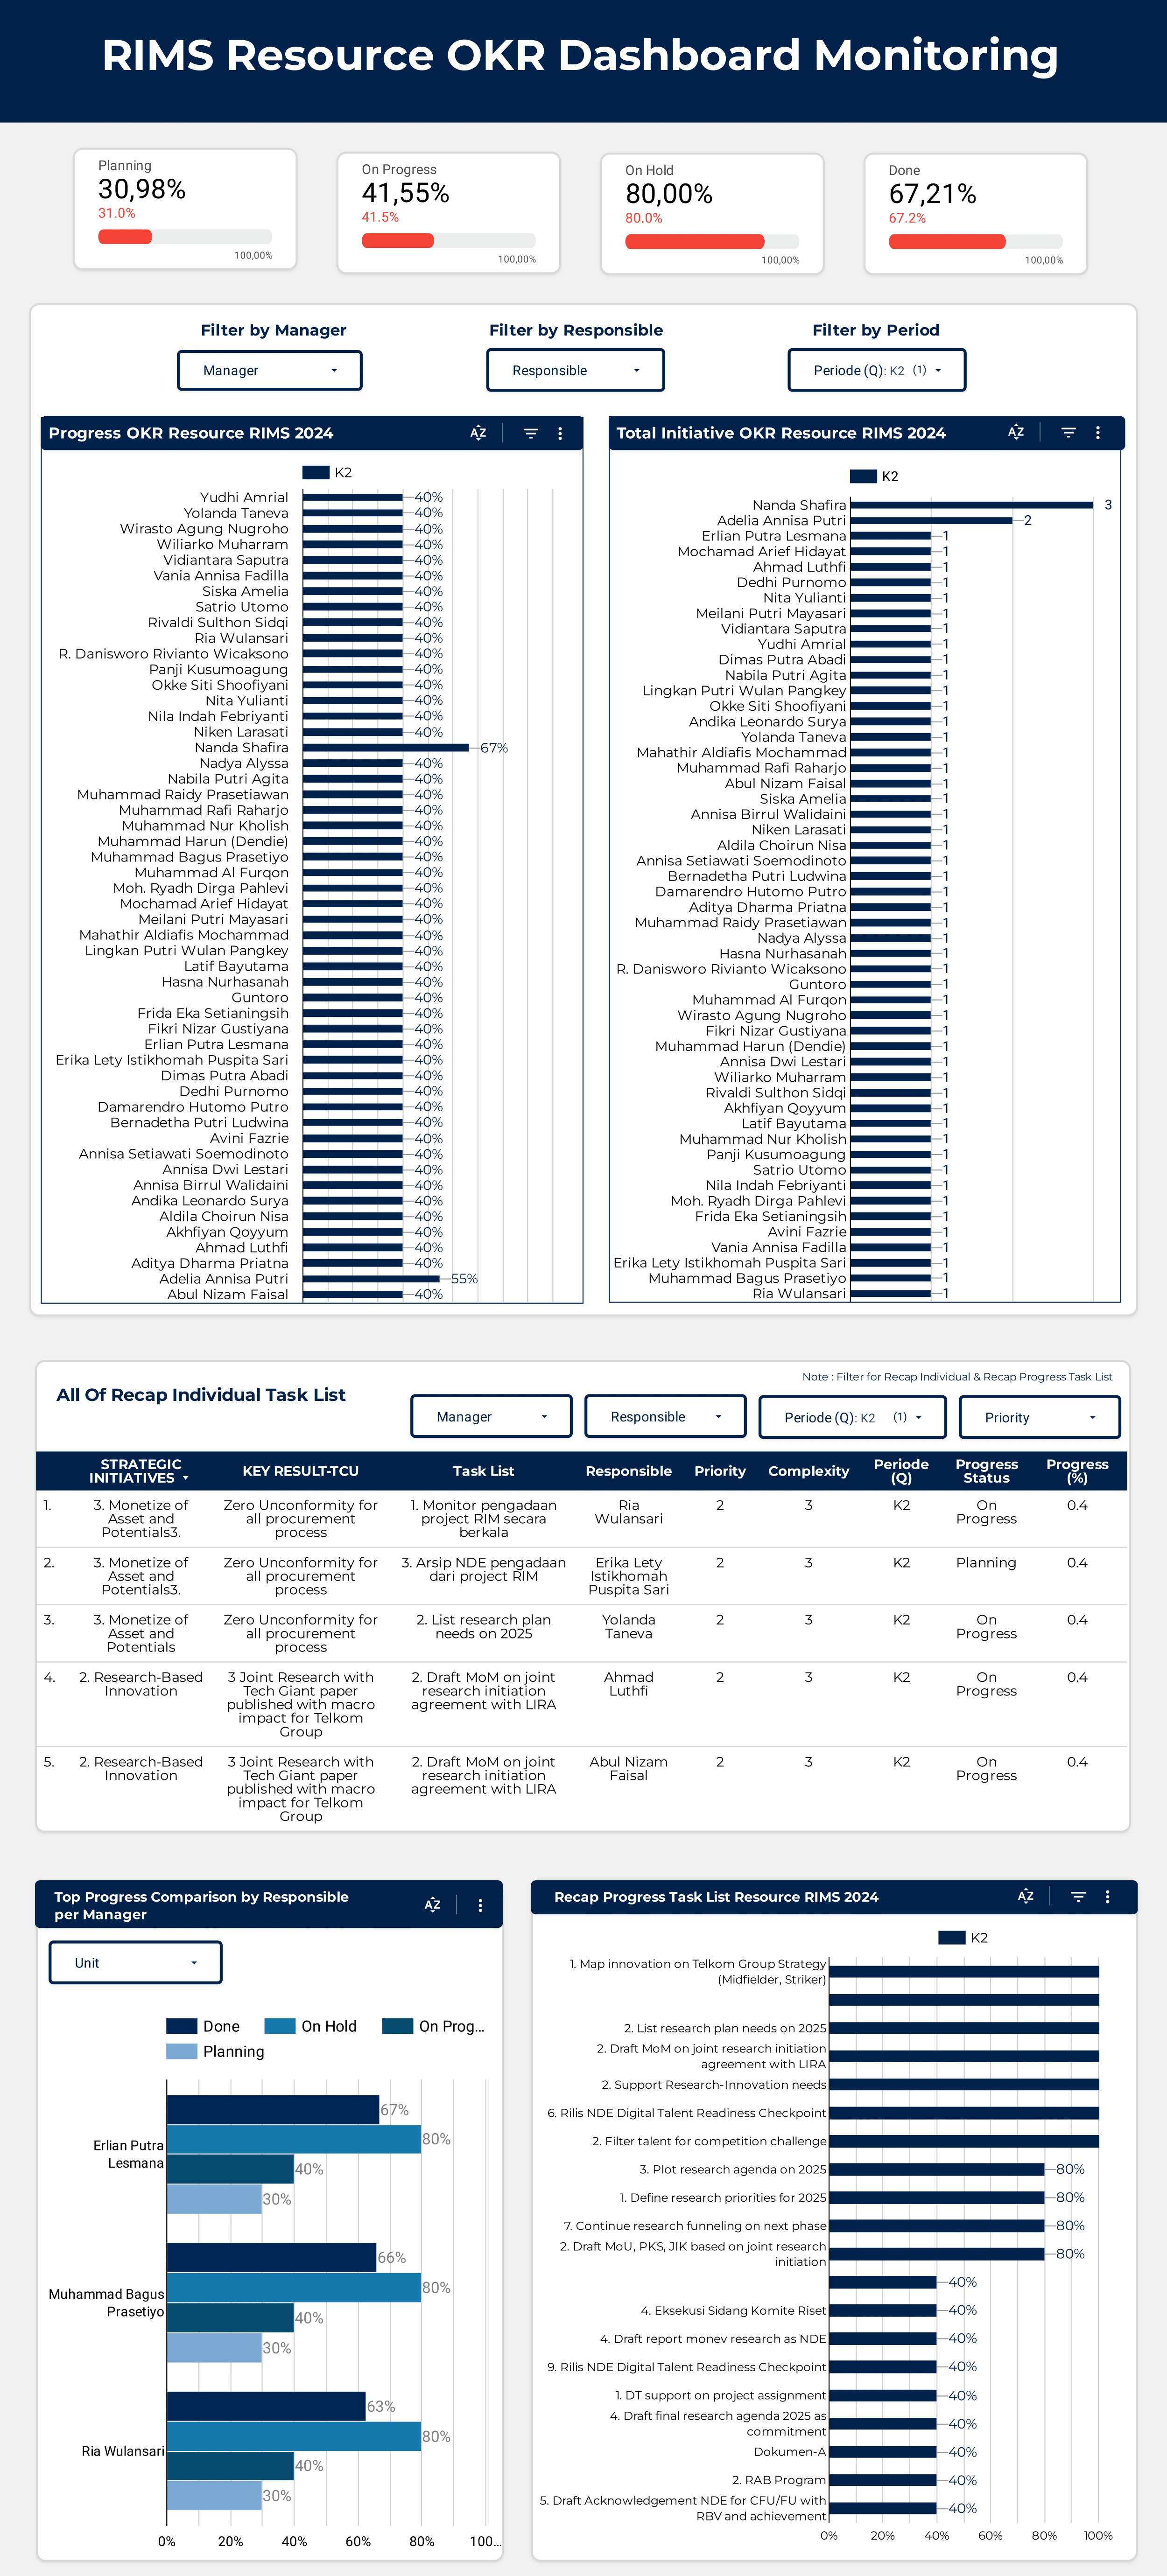 RIMS Resource OKR Dashboard Monitoring
Planning
30,98%
31.0%
100,00%
On Progress
41,55%
41.5%
100,00%
On Hold
80,00%
80.0%
100,00%
Done
67,21%
67.2%
100,00%
Filter by Manager
Filter by Responsible
Filter by Period
Manager
Responsible
Periode (Q): K2 (1)
Progress OKR Resource RIMS 2024
K2
Yudhi Amrial 40%
Yolanda Taneva 40%
Wirasto Agung Nugroho 40%
Wiliarko Muharram 40%
Vidiantara Saputra 40%
Vania Annisa Fadilla 40%
Siska Amelia 40%
Satrio Utomo 40%
Rivaldi Sulthon Sidqi 40%
Ria Wulansari 40%
R. Danisworo Rivianto Wicaksono 40%
Panji Kusumoagung 40%
Okke Siti Shoofiyani 40%
Nita Yulianti 40%
Nila Indah Febriyanti 40%
Niken Larasati 40%
Nanda Shafira 67%
Nadya Alyssa 40%
Nabila Putri Agita 40%
Muhammad Raidy Prasetiawan 40%
Muhammad Rafi Raharjo 40%
Muhammad Nur Kholish 40%
Muhammad Harun (Dendie) 40%
Muhammad Bagus Prasetiyo 40%
Muhammad Al Furqon 40%
Moh. Ryadh Dirga Pahlevi 40%
Mochamad Arief Hidayat 40%
Meilani Putri Mayasari 40%
Mahathir Aldiafis Mochammad 40%
Lingkan Putri Wulan Pangkey 40%
Latif Bayutama 40%
Hasna Nurhasanah 40%
Guntoro 40%
Frida Eka Setianingsih 40%
Fikri Nizar Gustiyana 40%
Erlian Putra Lesmana 40%
Erika Lety Istikhomah Puspita Sari 40%
Dimas Putra Abadi 40%
Dedhi Purnomo 40%
Damarendro Hutomo Putro 40%
Bernadetha Putri Ludwina 40%
Avini Fazrie 40%
Annisa Setiawati Soemodinoto 40%
Annisa Dwi Lestari 40%
Annisa Birrul Walidaini 40%
Andika Leonardo Surya 40%
Aldila Choirun Nisa 40%
Akhfiyan Qoyyum 40%
Ahmad Luthfi 40%
Aditya Dharma Priatna 40%
Adelia Annisa Putri 55%
Abul Nizam Faisal 40%
Total Initiative OKR Resource RIMS 2024
K2
Nanda Shafira 3
Adelia Annisa Putri 2
Erlian Putra Lesmana 1
Mochamad Arief Hidayat 1
Ahmad Luthfi 1
Dedhi Purnomo 1
Nita Yulianti 1
Meilani Putri Mayasari 1
Vidiantara Saputra 1
Yudhi Amrial 1
Dimas Putra Abadi 1
Nabila Putri Agita 1
Lingkan Putri Wulan Pangkey 1
Okke Siti Shoofiyani 1
Andika Leonardo Surya 1
Yolanda Taneva 1
Mahathir Aldiafis Mochammad 1
Muhammad Rafi Raharjo 1
Abul Nizam Faisal 1
Siska Amelia 1
Annisa Birrul Walidaini 1
Niken Larasati 1
Aldila Choirun Nisa 1
Annisa Setiawati Soemodinoto 1
Bernadetha Putri Ludwina 1
Damarendro Hutomo Putro 1
Aditya Dharma Priatna 1
Muhammad Raidy Prasetiawan 1
Nadya Alyssa 1
Hasna Nurhasanah 1
R. Danisworo Rivianto Wicaksono 1
Guntoro 1
Muhammad Al Furqon 1
Wirasto Agung Nugroho 1
Fikri Nizar Gustiyana 1
Muhammad Harun (Dendie) 1
Annisa Dwi Lestari 1
Wiliarko Muharram 1
Rivaldi Sulthon Sidqi 1
Akhfiyan Qoyyum 1
Latif Bayutama 1
Muhammad Nur Kholish 1
Panji Kusumoagung 1
Satrio Utomo 1
Nila Indah Febriyanti 1
Moh. Ryadh Dirga Pahlevi 1
Frida Eka Setianingsih 1
Avini Fazrie 1
Vania Annisa Fadilla 1
Erika Lety Istikhomah Puspita Sari 1
Muhammad Bagus Prasetiyo 1
Ria Wulansari 1
Note : Filter for Recap Individual & Recap Progress Task List
All Of Recap Individual Task List
Manager
Responsible
Periode (Q): K2 (1)
Priority
STRATEGIC
INITIATIVES
KEY RESULT-TCU
Task List
Responsible
Priority
Complexity
Periode
(Q)
Progress
Status
Progress
(%)
1.
3. Monetize of
Asset and
Potentials3.
Zero Unconformity for
all procurement
process
1. Monitor pengadaan
project RIM secara
berkala
Ria
Wulansari
2
3
K2
On
Progress
0.4
2.
3. Monetize of
Asset and
Potentials3.
Zero Unconformity for
all procurement
process
3. Arsip NDE pengadaan
dari project RIM
Erika Lety
Istikhomah
Puspita Sari
2
3
K2
Planning
0.4
3.
3. Monetize of
Asset and
Potentials
Zero Unconformity for
all procurement
process
2. List research plan
needs on 2025
Yolanda
Taneva
2
3
K2
On
Progress
0.4
4.
2. Research-Based
Innovation
3 Joint Research with
Tech Giant paper
published with macro
impact for Telkom
Group
2. Draft MoM on joint
research initiation
agreement with LIRA
Ahmad
Luthfi
2
3
K2
On
Progress
0.4
5.
2. Research-Based
Innovation
3 Joint Research with
Tech Giant paper
published with macro
impact for Telkom
Group
2. Draft MoM on joint
research initiation
agreement with LIRA
Abul Nizam
Faisal
2
3
K2
On
Progress
0.4
Top Progress Comparison by Responsible
per Manager
Unit
Done
On Hold
On Prog...
Planning
Erlian Putra
Lesmana
67%
80%
40%
30%
Muhammad Bagus
Prasetiyo
66%
80%
40%
30%
Ria Wulansari
63%
80%
40%
30%
0% 20% 40% 60% 80% 100...
Recap Progress Task List Resource RIMS 2024
K2
1. Map innovation on Telkom Group Strategy
(Midfielder, Striker)
2. List research plan needs on 2025
2. Draft MoM on joint research initiation
agreement with LIRA
2. Support Research-Innovation needs
6. Rilis NDE Digital Talent Readiness Checkpoint
2. Filter talent for competition challenge
3. Plot research agenda on 2025 80%
1. Define research priorities for 2025 80%
7. Continue research funneling on next phase 80%
2. Draft MoU, PKS, JIK based on joint research
initiation 80%
40%
4. Eksekusi Sidang Komite Riset 40%
4. Draft report monev research as NDE 40%
9. Rilis NDE Digital Talent Readiness Checkpoint 40%
1. DT support on project assignment 40%
4. Draft final research agenda 2025 as
commitment 40%
Dokumen-A 40%
2. RAB Program 40%
5. Draft Acknowledgement NDE for CFU/FU with
RBV and achievement 40%
0% 20% 40% 60% 80% 100%